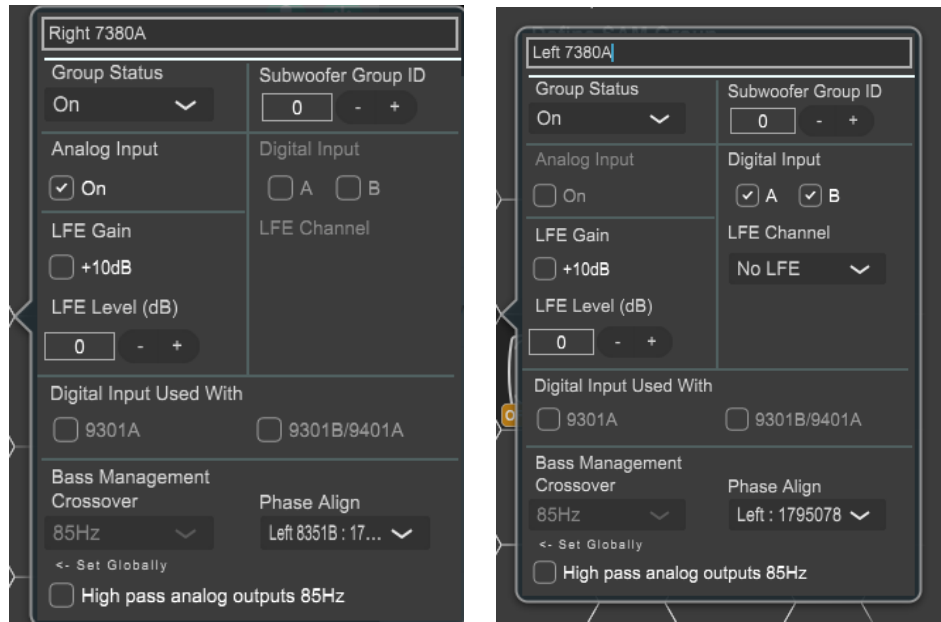 Right 7380A
Group Status
Subwoofer Group ID
On
0 - +
Analog Input
Digital Input
On
A B
LFE Gain
LFE Channel
+10dB
LFE Level (dB)
0 - +
Digital Input Used With
9301A
9301B/9401A
Bass Management
Crossover
Phase Align
85Hz
Left 8351B : 17...
<- Set Globally
High pass analog outputs 85Hz
Left 7380A
Group Status
Subwoofer Group ID
On
0 - +
Analog Input
Digital Input
On
A B
LFE Gain
LFE Channel
+10dB
No LFE
LFE Level (dB)
0 - +
Digital Input Used With
9301A
9301B/9401A
Bass Management
Crossover
Phase Align
85Hz
Left : 1795078
<- Set Globally
High pass analog outputs 85Hz